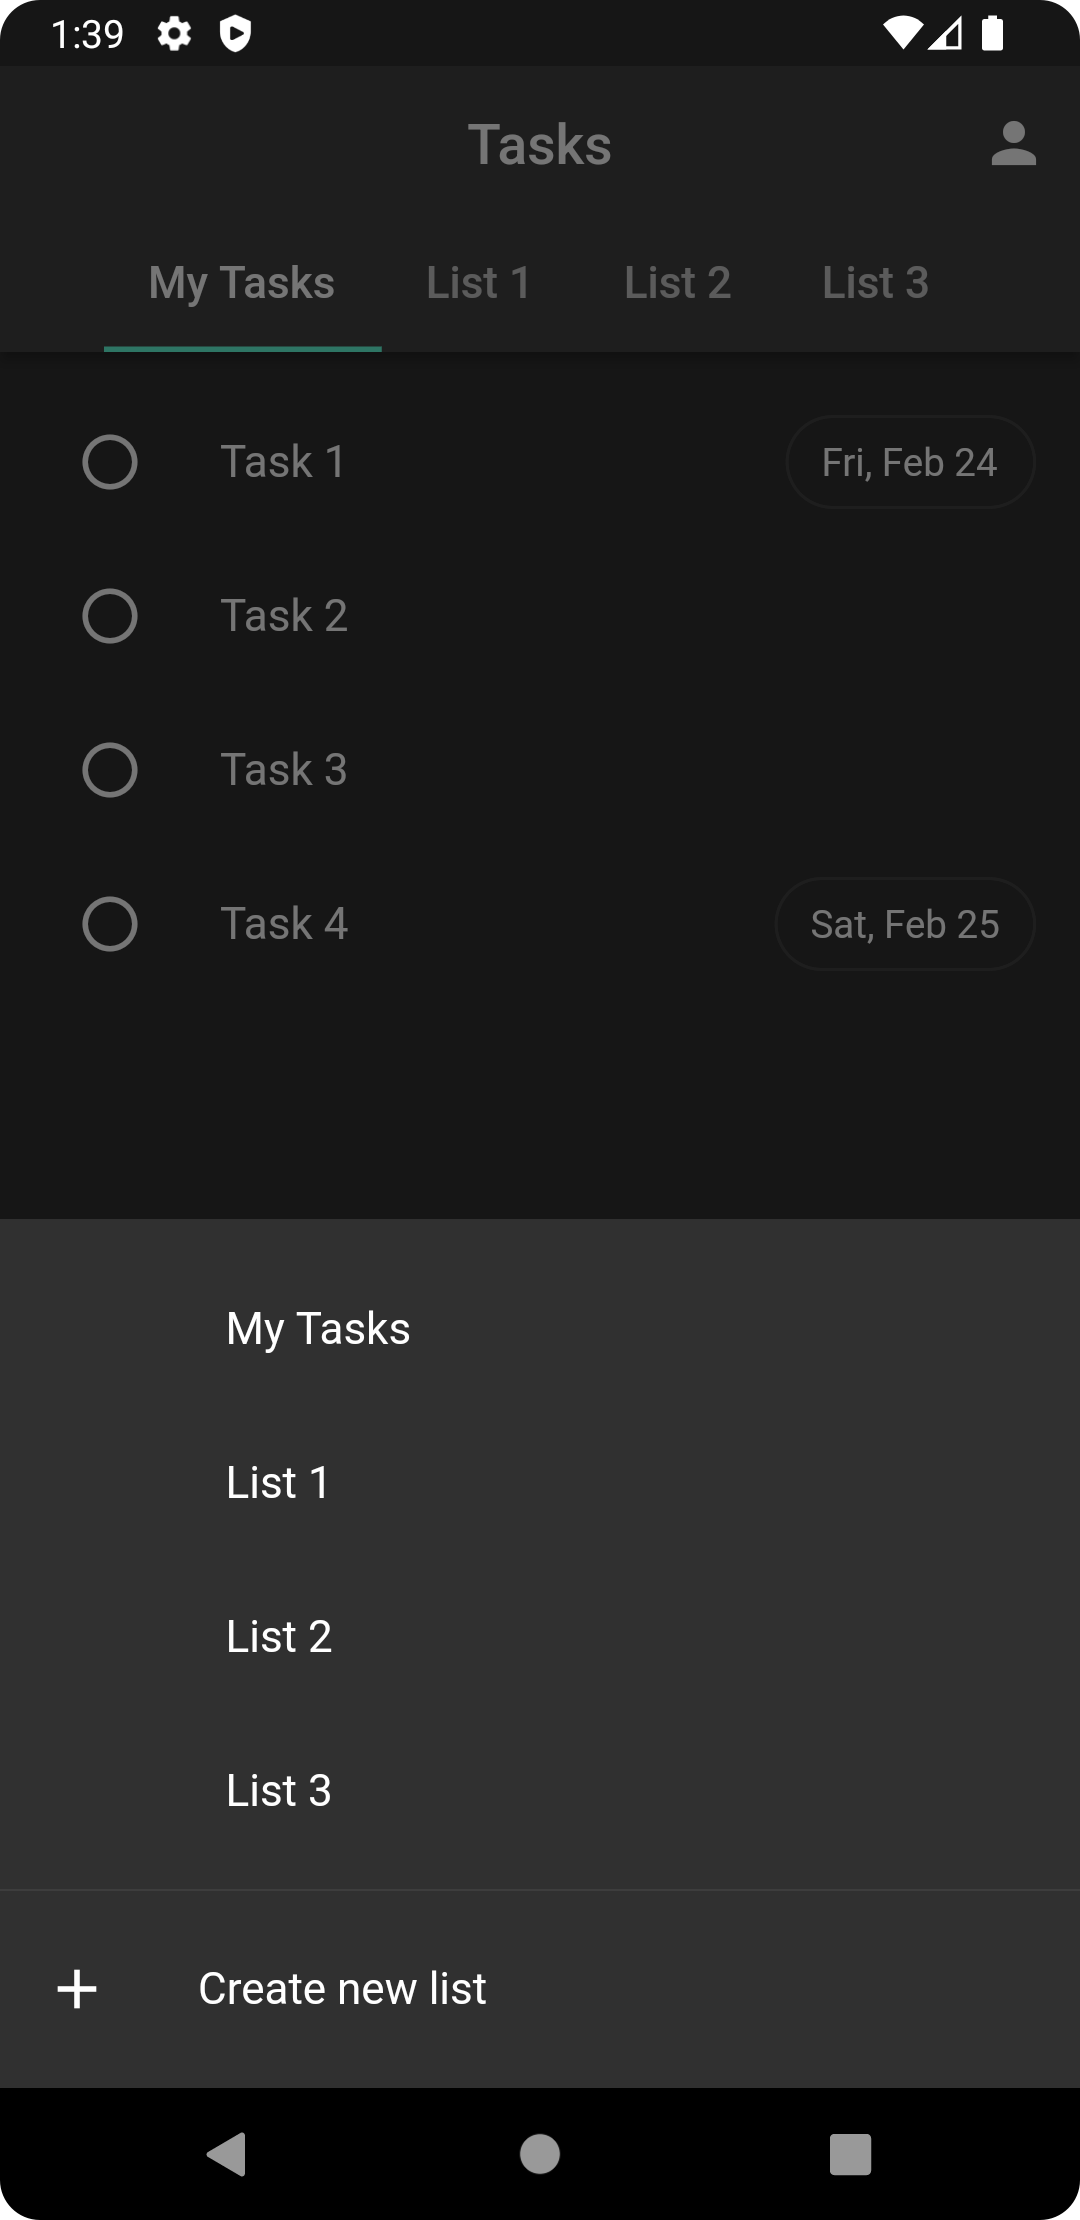 1:39
Tasks
My Tasks List 1 List 2 List 3
Task 1 Fri, Feb 24
Task 2
Task 3
Task 4 Sat, Feb 25
My Tasks
List 1
List 2
List 3
Create new list